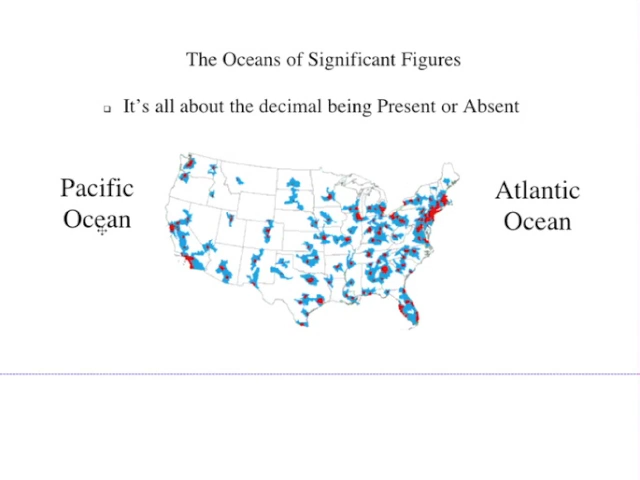 The Oceans of Significant Figures
It's all about the decimal being Present or Absent
Pacific
Ocean
Atlantic
Ocean